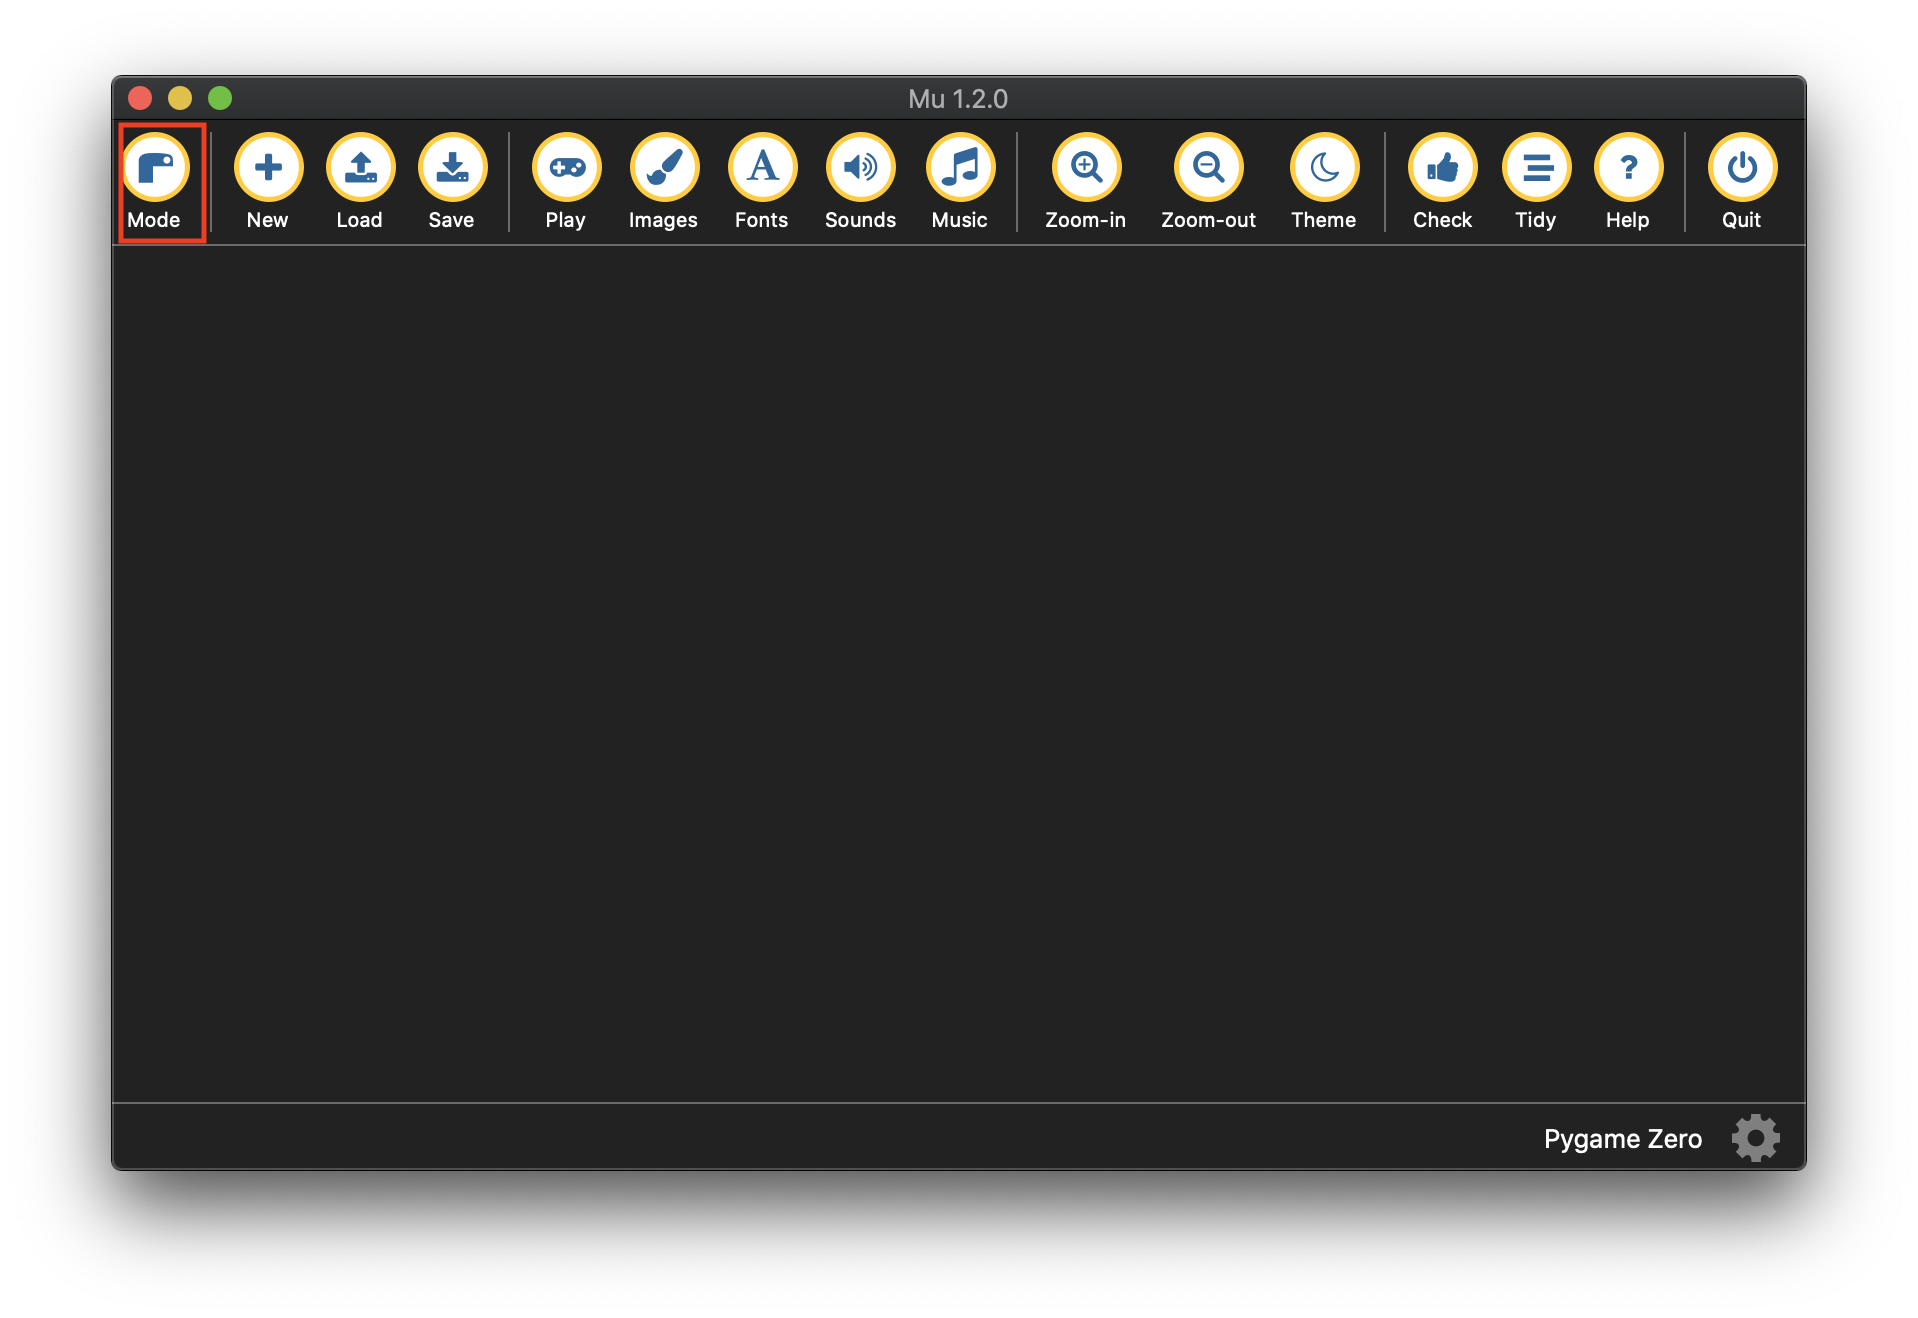 Mu 1.2.0
Mode New Load Save Play Images Fonts Sounds Music Zoom-in Zoom-out Theme Check Tidy Help Quit
Pygame Zero